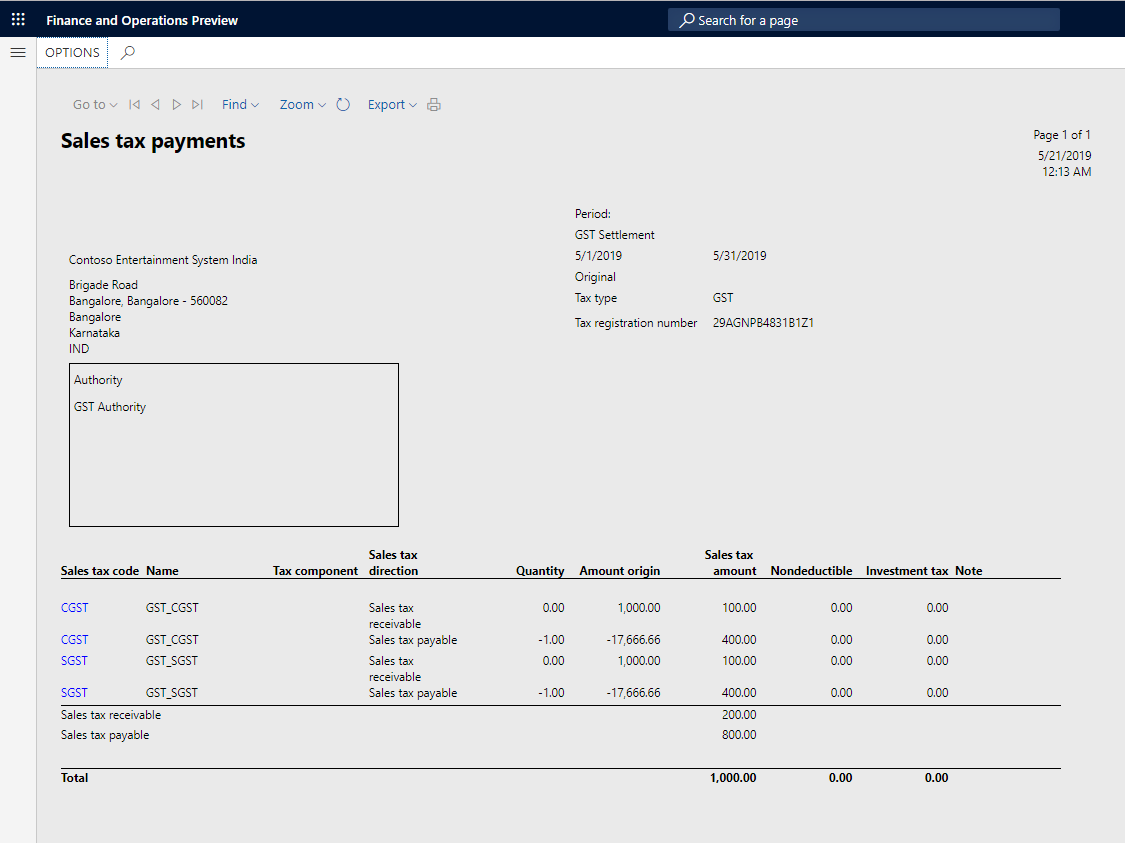 Finance and Operations Preview
Search for a page
OPTIONS
Go to
Find
Zoom
Export
Sales tax payments
Page 1 of 1
5/21/2019
12:13 AM
Period:
GST Settlement
5/1/2019 5/31/2019
Original
Tax type GST
Tax registration number 29AGNPB4831B1Z1
Contoso Entertainment System India
Brigade Road
Bangalore, Bangalore - 560082
Bangalore
Karnataka
IND
Authority
GST Authority
Sales tax code Name Tax component Sales tax direction Quantity Amount origin Sales tax amount Nondeductible Investment tax Note
CGST GST_CGST Sales tax receivable 0.00 1,000.00 100.00 0.00 0.00
CGST GST_CGST Sales tax payable -1.00 -17,666.66 400.00 0.00 0.00
SGST GST_SGST Sales tax receivable 0.00 1,000.00 100.00 0.00 0.00
SGST GST_SGST Sales tax payable -1.00 -17,666.66 400.00 0.00 0.00
Sales tax receivable 200.00
Sales tax payable 800.00
Total 1,000.00 0.00 0.00